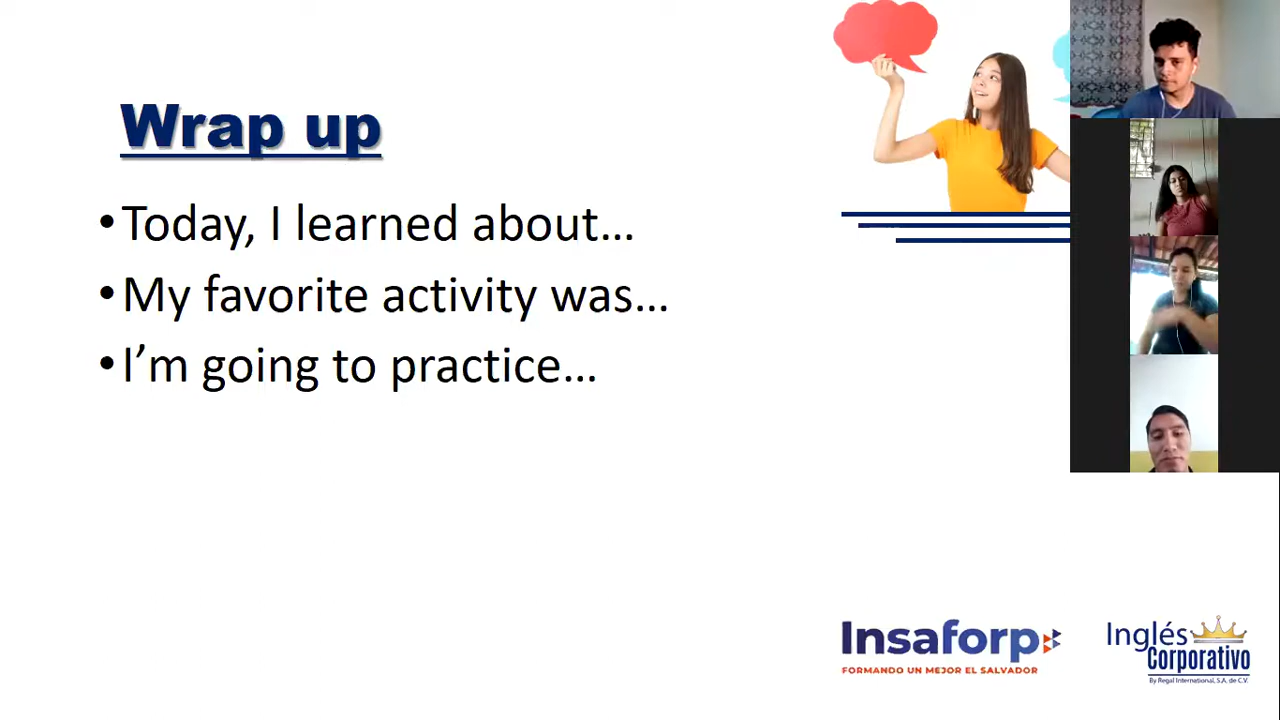 Wrap up
•Today, I learned about…
•My favorite activity was…
•I’m going to practice…
Insaforp
FORMANDO UN MEJOR EL SALVADOR
Inglés
Corporativo
By Regal International, S.A. de C.V.